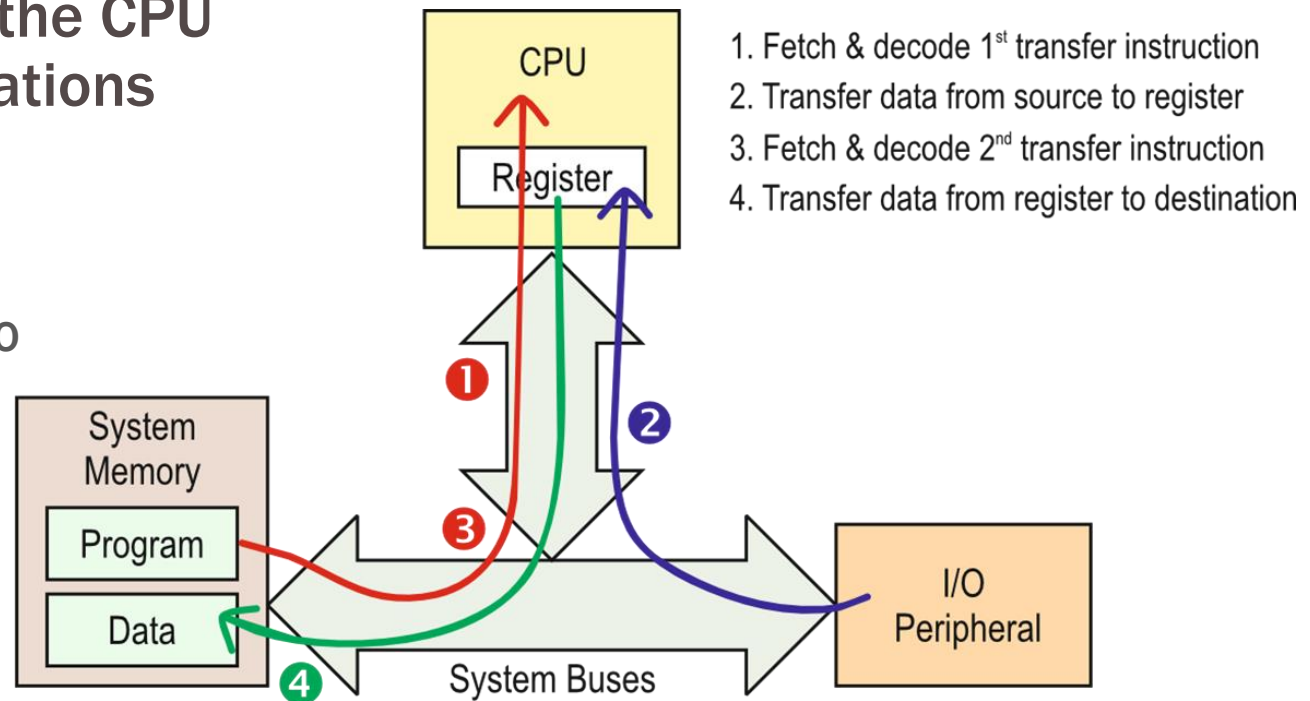 the CPU
ations
o
CPU
Register
1. Fetch & decode 1st transfer instruction
2. Transfer data from source to register
3. Fetch & decode 2nd transfer instruction
4. Transfer data from register to destination
1
2
System
Memory
3
Program
Data
4
System Buses
I/O
Peripheral